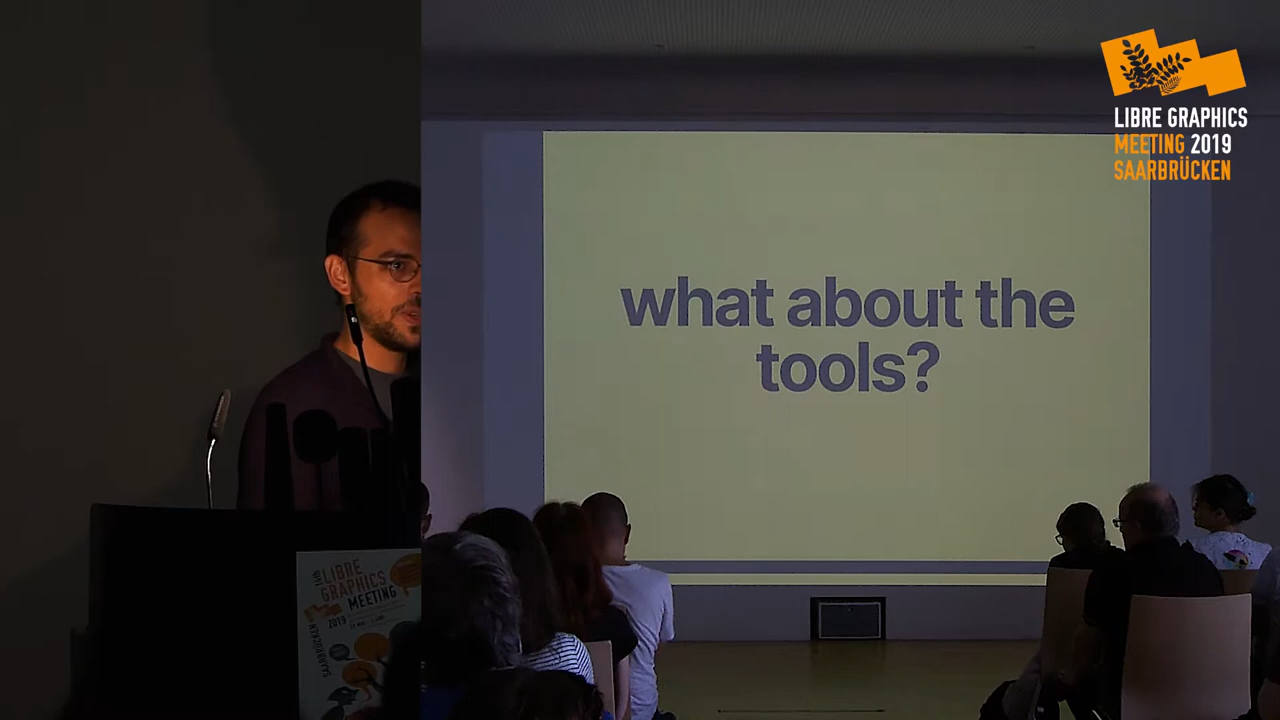 LIBRE GRAPHICS
MEETING 2019
SAARBRÜCKEN
what about the
tools?
LIBRE
GRAPHICS
MEETING
2019
SAARBRÜCKEN